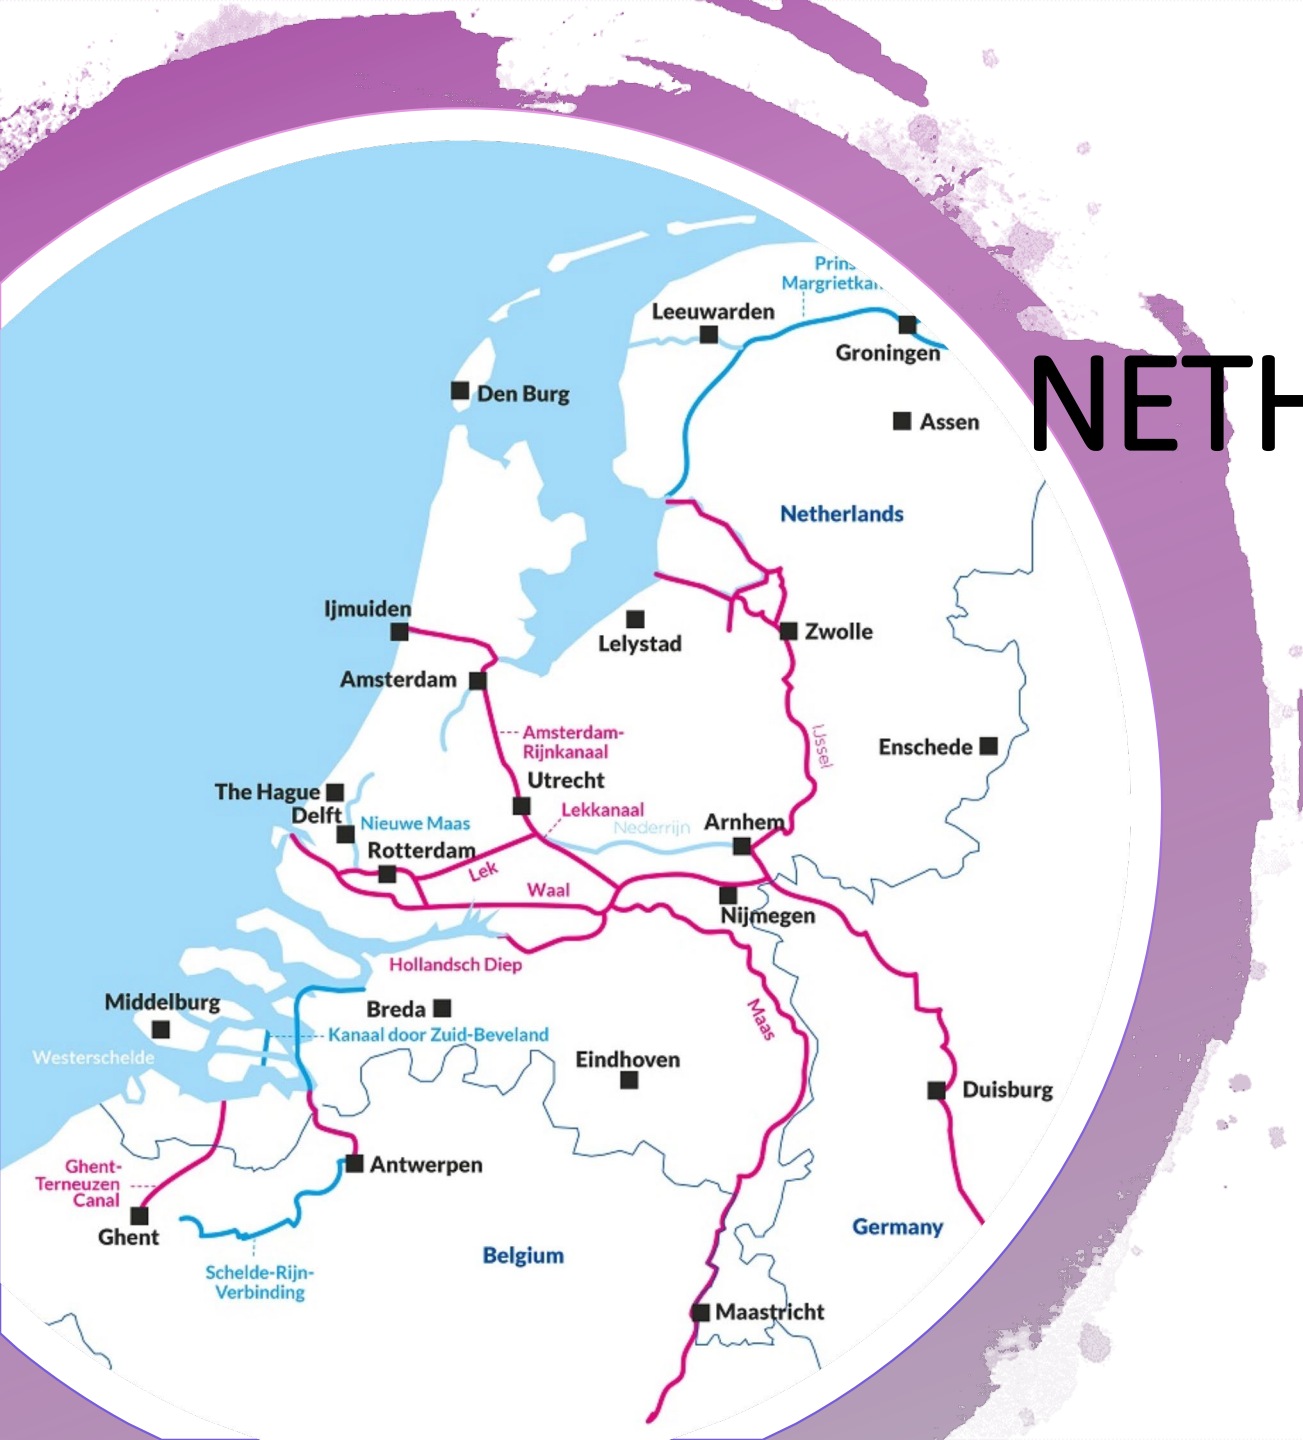 Prins
Margrietkan
Leeuwarden
Groningen
NETH
Den Burg
Assen
Netherlands
Ijmuiden
Lelystad
Zwolle
Amsterdam
Amsterdam-
Rijnkanaal
IJssel
Enschede
Utrecht
The Hague
Lekkanaal
Delft
Nieuwe Maas
Nederrijn
Arnhem
Rotterdam
Lek
Waal
Nijmegen
Hollandsch Diep
Middelburg
Breda
Maas
Kanaal door Zuid-Beveland
Westerschelde
Eindhoven
Duisburg
Antwerpen
Ghent-
Terneuzen
Canal
Ghent
Germany
Belgium
Schelde-Rijn-
Verbinding
Maastricht